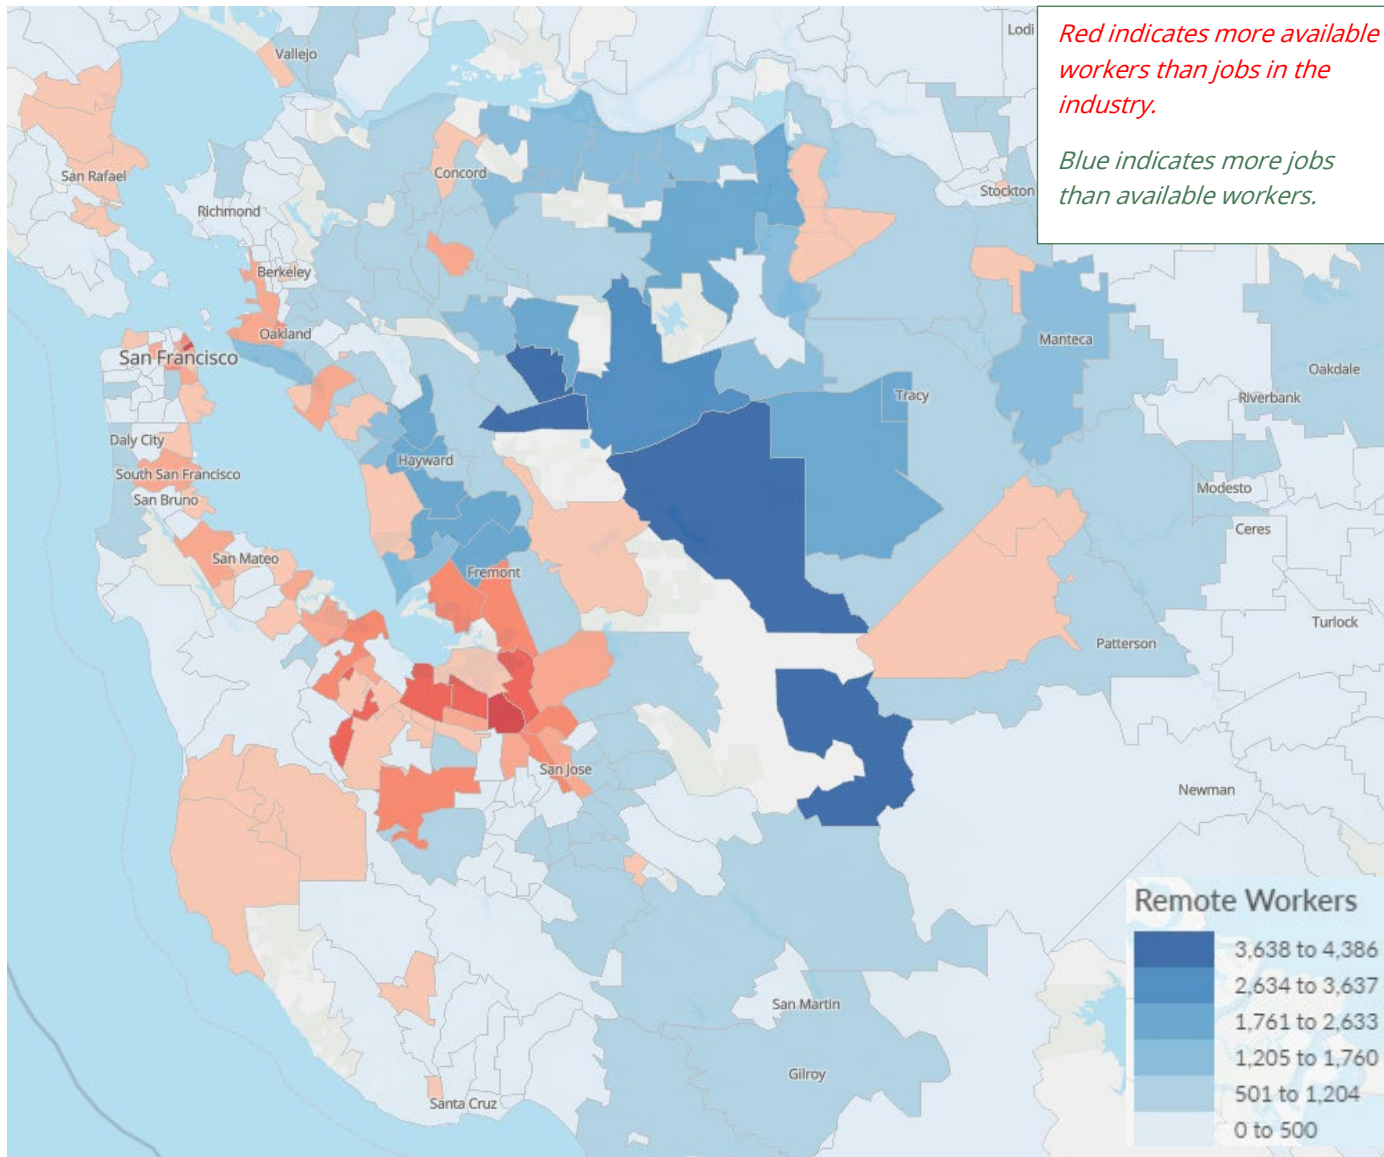 Red indicates more available
workers than jobs in the
industry.
Blue indicates more jobs
than available workers.
Lodi
Vallejo
San Rafael
Concord
Stockton
Richmond
Berkeley
Oakland
San Francisco
Manteca
Oakdale
Tracy
Riverbank
Daly City
Hayward
South San Francisco
Modesto
San Bruno
Ceres
San Mateo
Fremont
Turlock
Patterson
San Jose
Newman
San Martin
Gilroy
Santa Cruz
Remote Workers
3,638 to 4,386
2,634 to 3,637
1,761 to 2,633
1,205 to 1,760
501 to 1,204
0 to 500